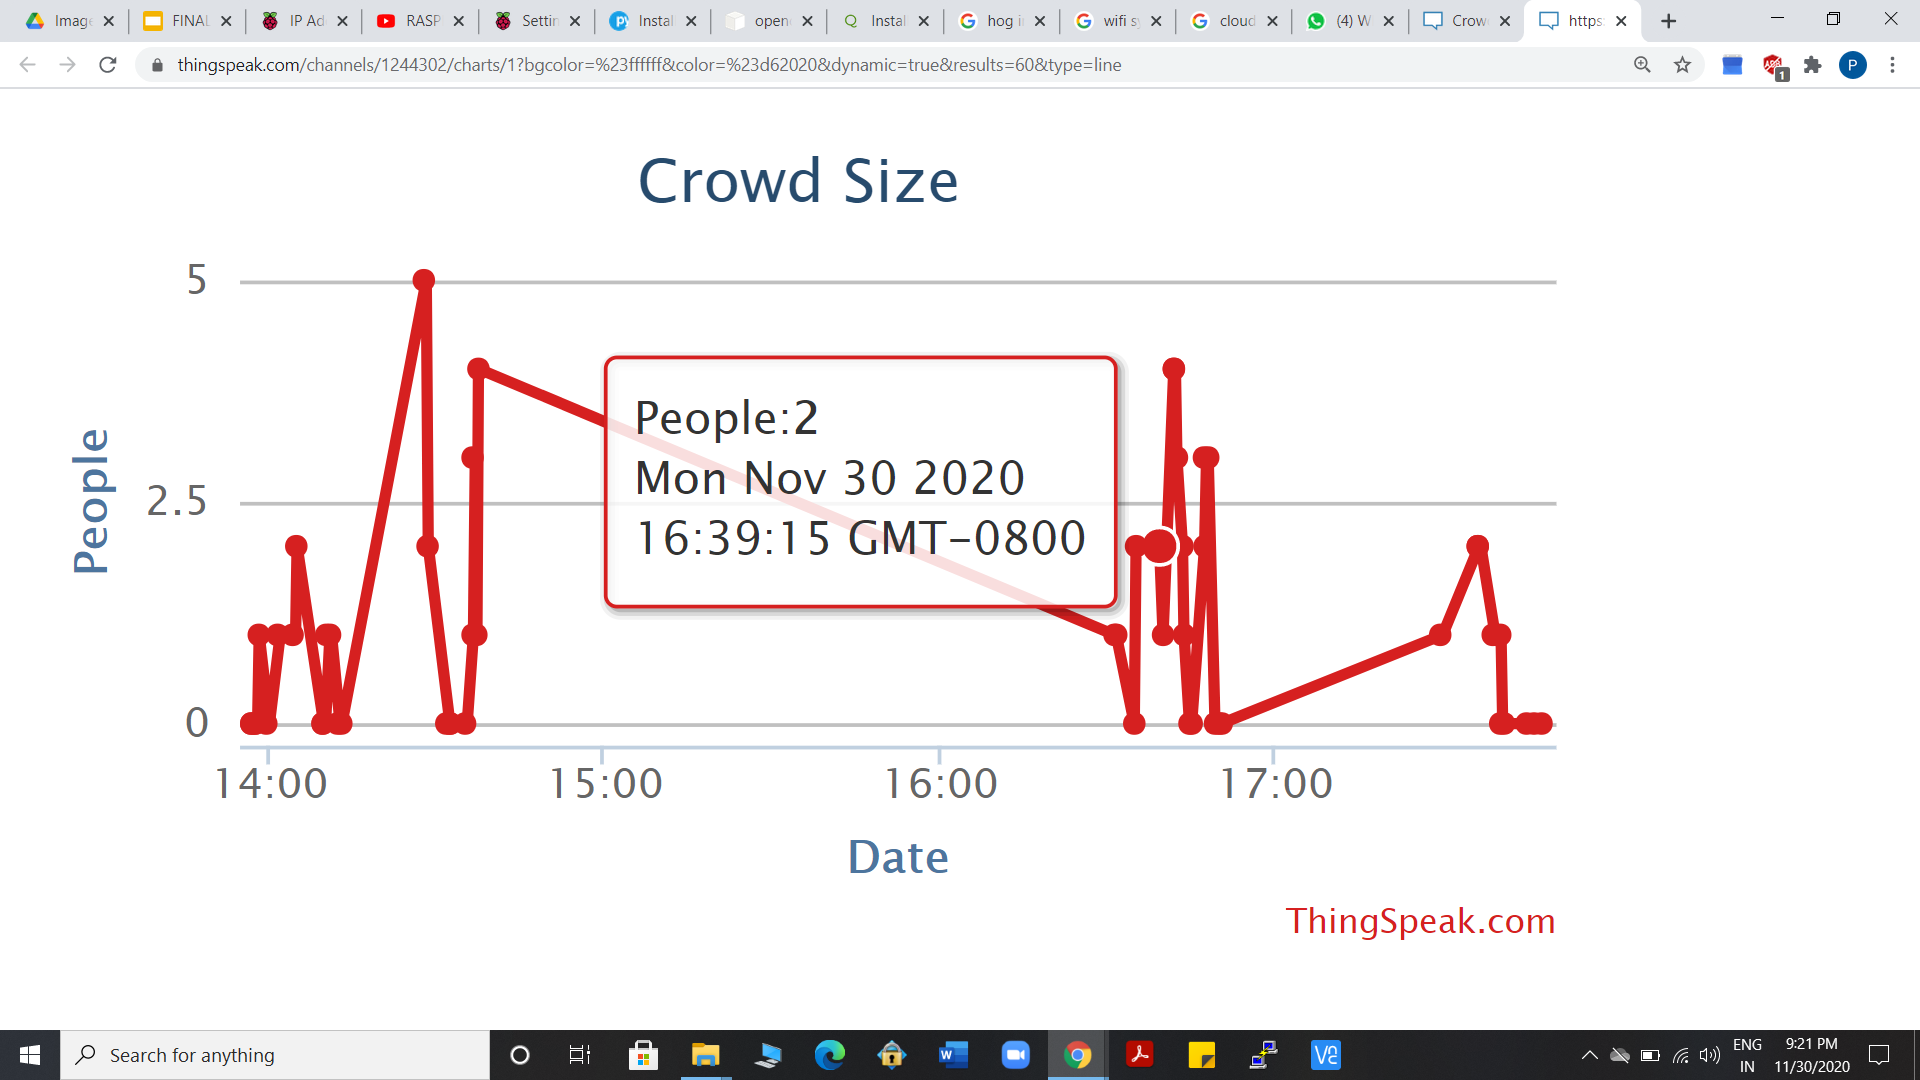 Image
FINAL
IP Ad
RASP
Settin
Instal
open
Instal
hog i
wifi s
cloud
(4) W
Crow
https
thingspeak.com/channels/1244302/charts/1?bgcolor=%23ffffff&color=%23d62020&dynamic=true&results=60&type=line
1
P
Crowd Size
People
5
2.5
0
People:2
Mon Nov 30 2020
16:39:15 GMT-0800
14:00 15:00 16:00 17:00
Date
ThingSpeak.com
Search for anything
ENG
IN
9:21 PM
11/30/2020